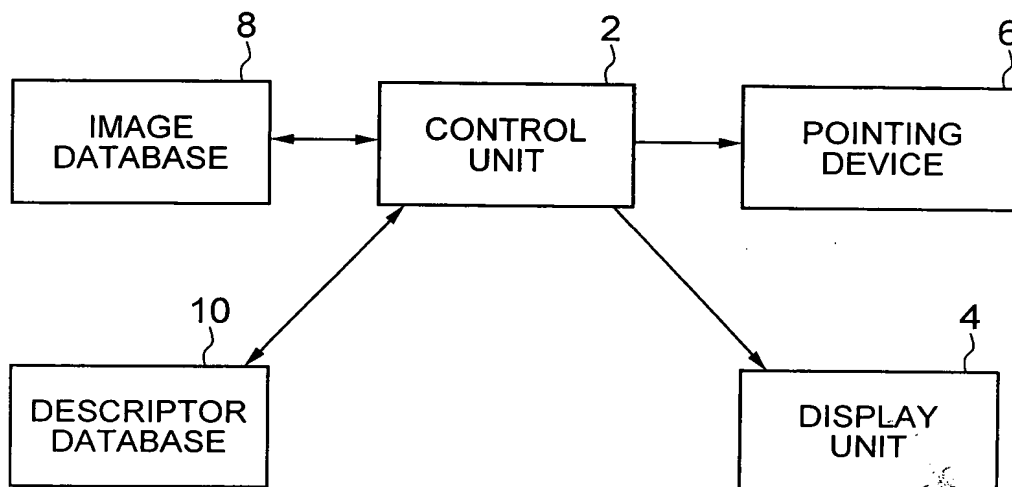 8
IMAGE
DATABASE
2
CONTROL
UNIT
6
POINTING
DEVICE
10
DESCRIPTOR
DATABASE
4
DISPLAY
UNIT